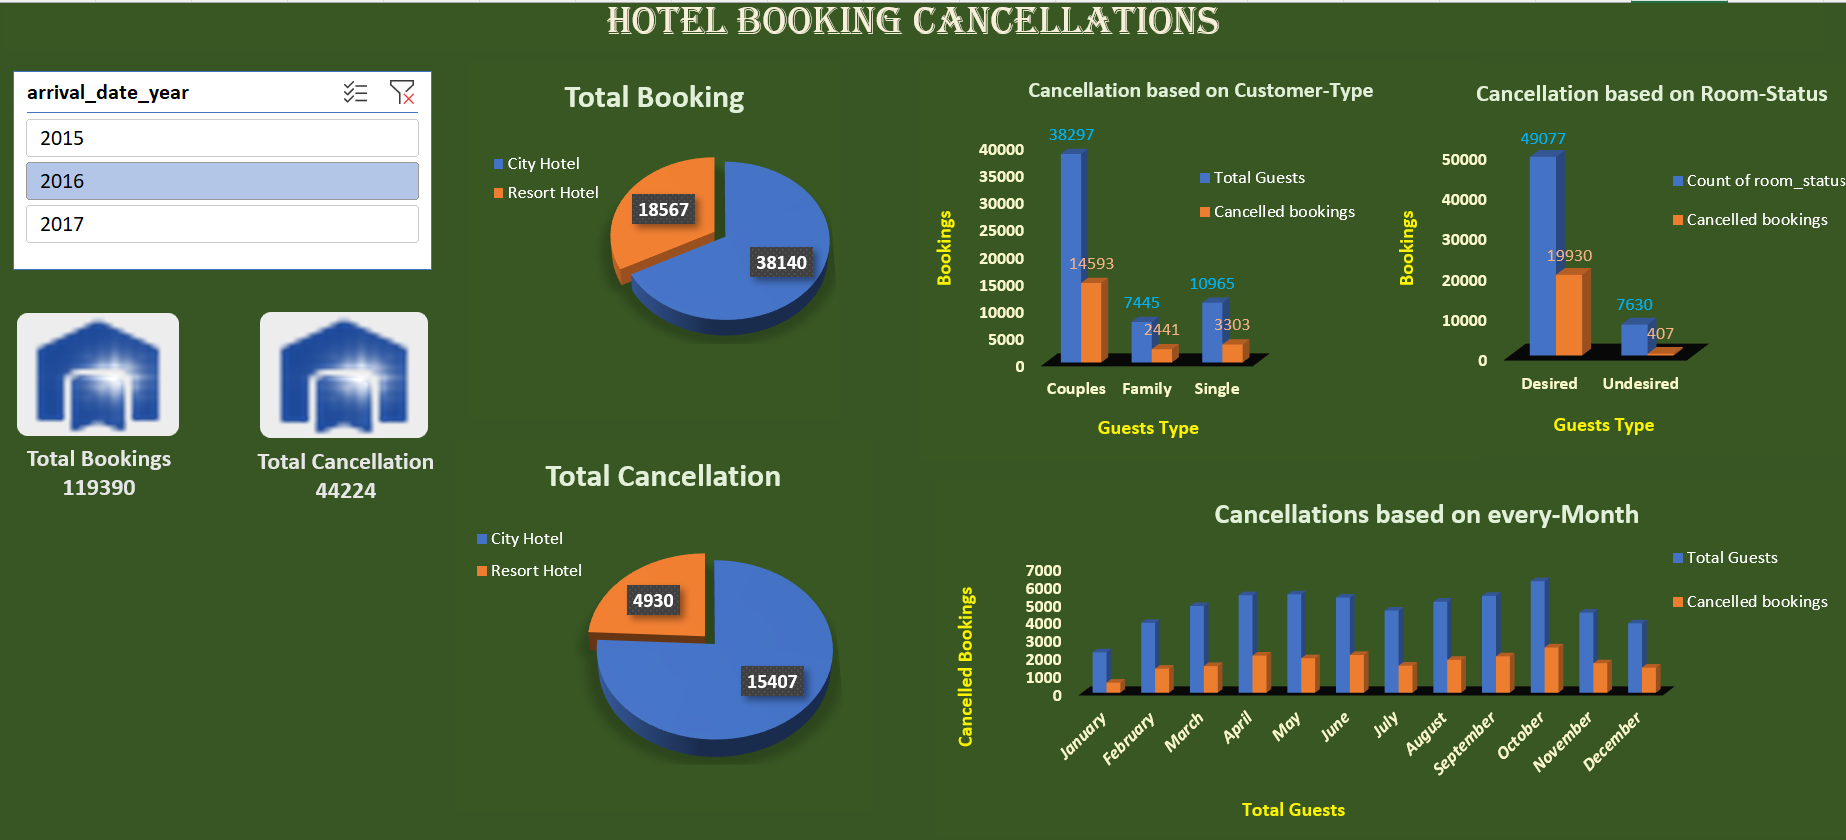 HOTEL BOOKING CANCELLATIONS
arrival_date_year
2015
2016
2017
Total Bookings
119390
Total Cancellation
44224
Total Booking
City Hotel
Resort Hotel
18567
38140
Total Cancellation
City Hotel
Resort Hotel
4930
15407
Cancellation based on Customer-Type
Bookings
40000
35000
30000
25000
20000
15000
10000
5000
0
38297
14593
7445
2441
10965
3303
Total Guests
Cancelled bookings
Couples
Family
Single
Guests Type
Cancellation based on Room-Status
Bookings
50000
40000
30000
20000
10000
0
49077
19930
7630
407
Count of room_status
Cancelled bookings
Desired
Undesired
Guests Type
Cancellations based on every-Month
Cancelled Bookings
7000
6000
5000
4000
3000
2000
1000
0
Total Guests
Cancelled bookings
January
February
March
April
May
June
July
August
September
October
November
December
Total Guests